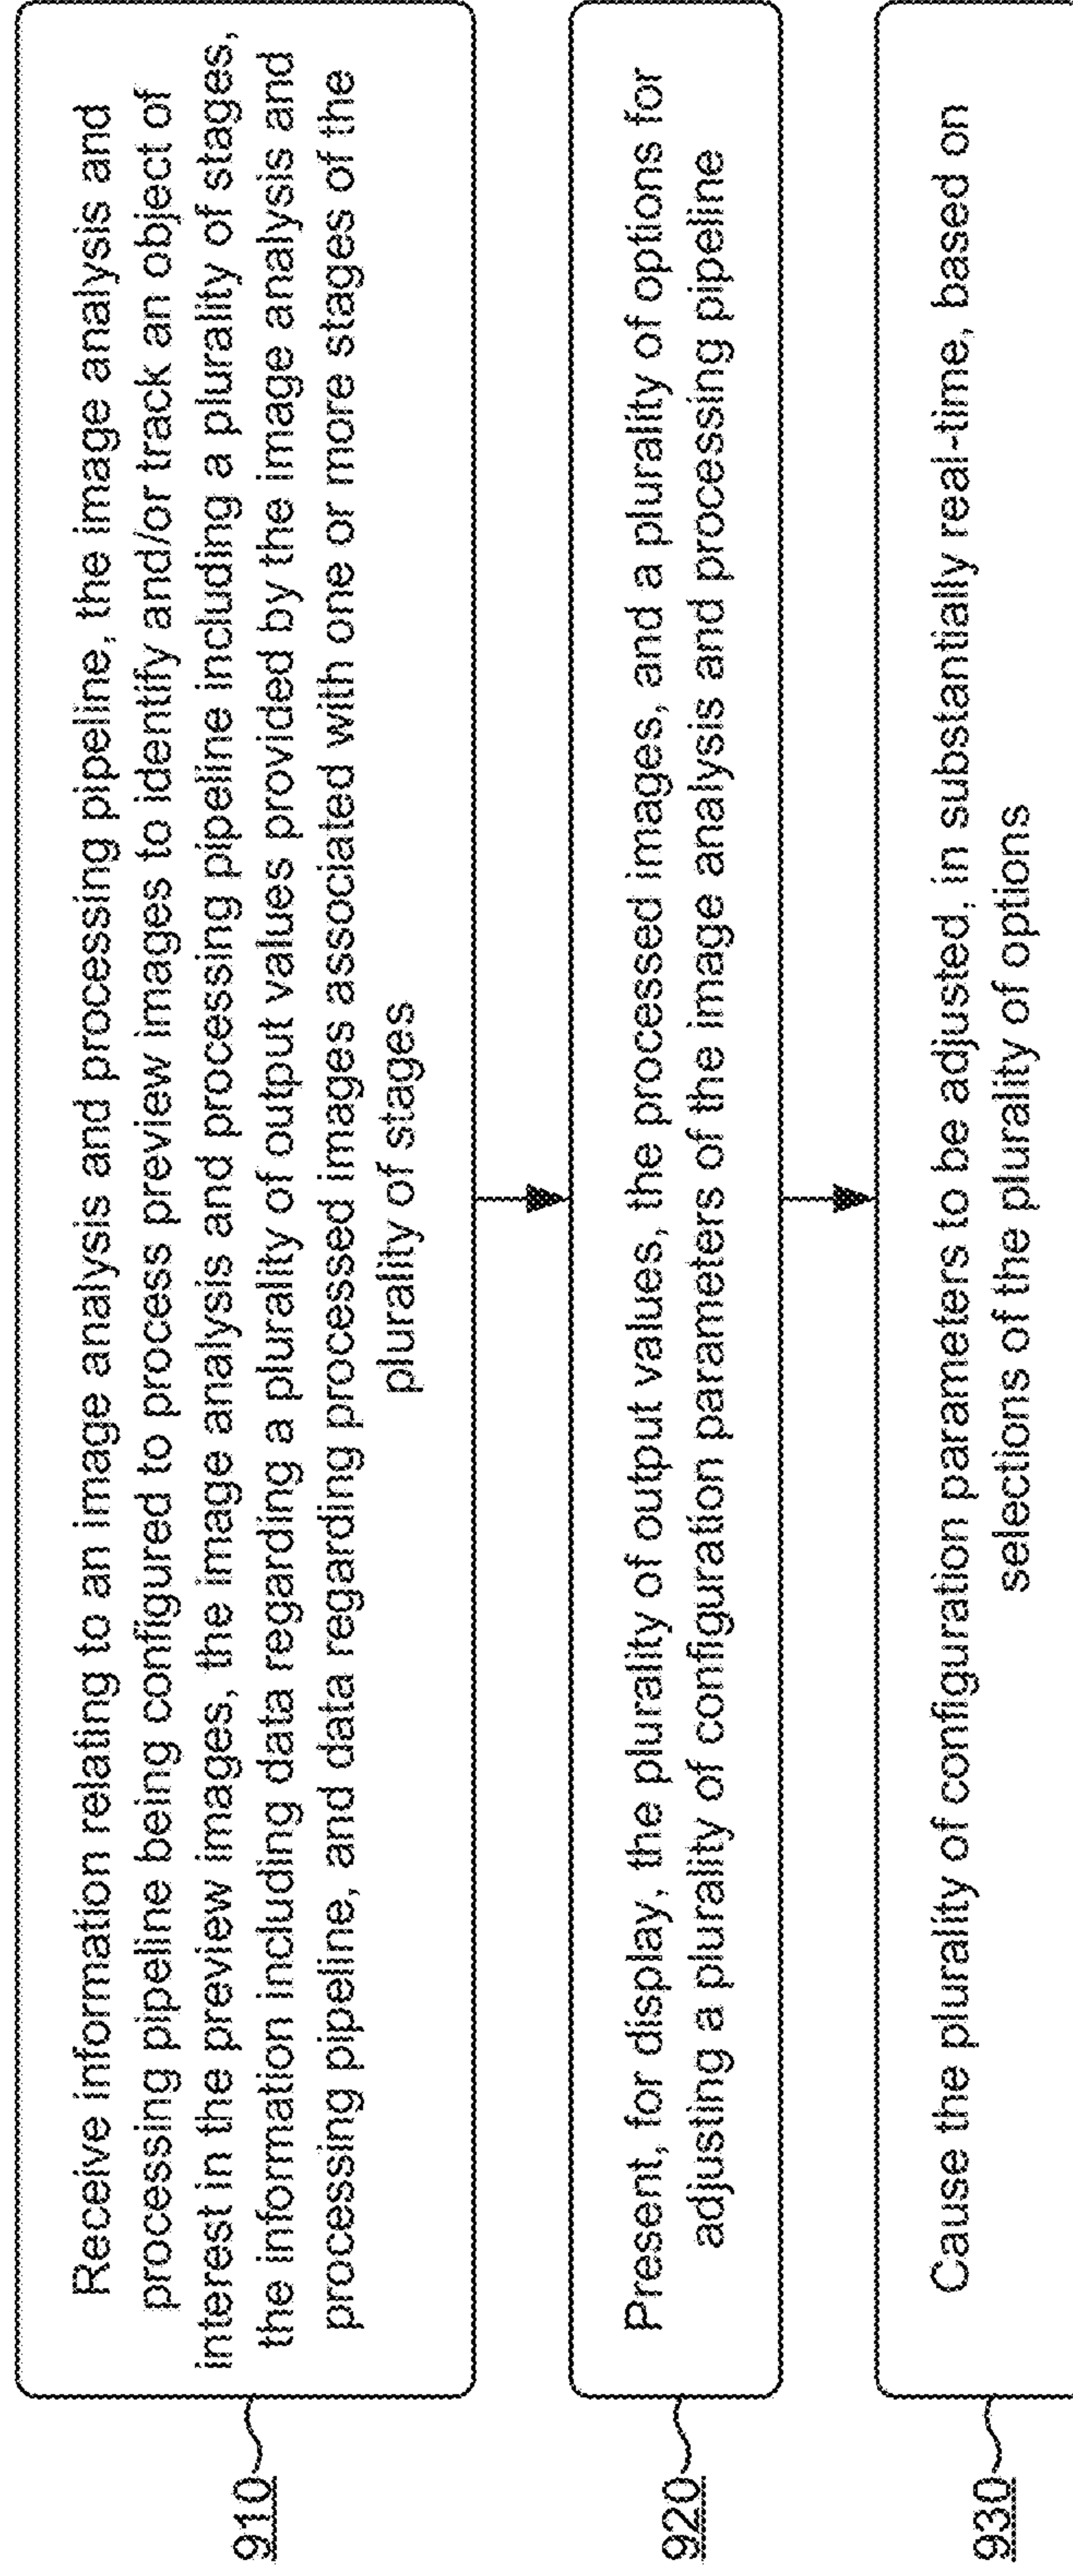 Receive information relating to an image analysis and processing pipeline, the image analysis and
processing pipeline being configured to process preview images to identify and/or track an object of
interest in the preview images, the image analysis and processing pipeline including a plurality of stages,
the information including data regarding a plurality of output values provided by the image analysis and
processing pipeline, and data regarding processed images associated with one or more stages of the
plurality of stages
910
Present, for display, the plurality of output values, the processed images, and a plurality of options for
adjusting a plurality of configuration parameters of the image analysis and processing pipeline
920
Cause the plurality of configuration parameters to be adjusted, in substantially real-time, based on
selections of the plurality of options
930